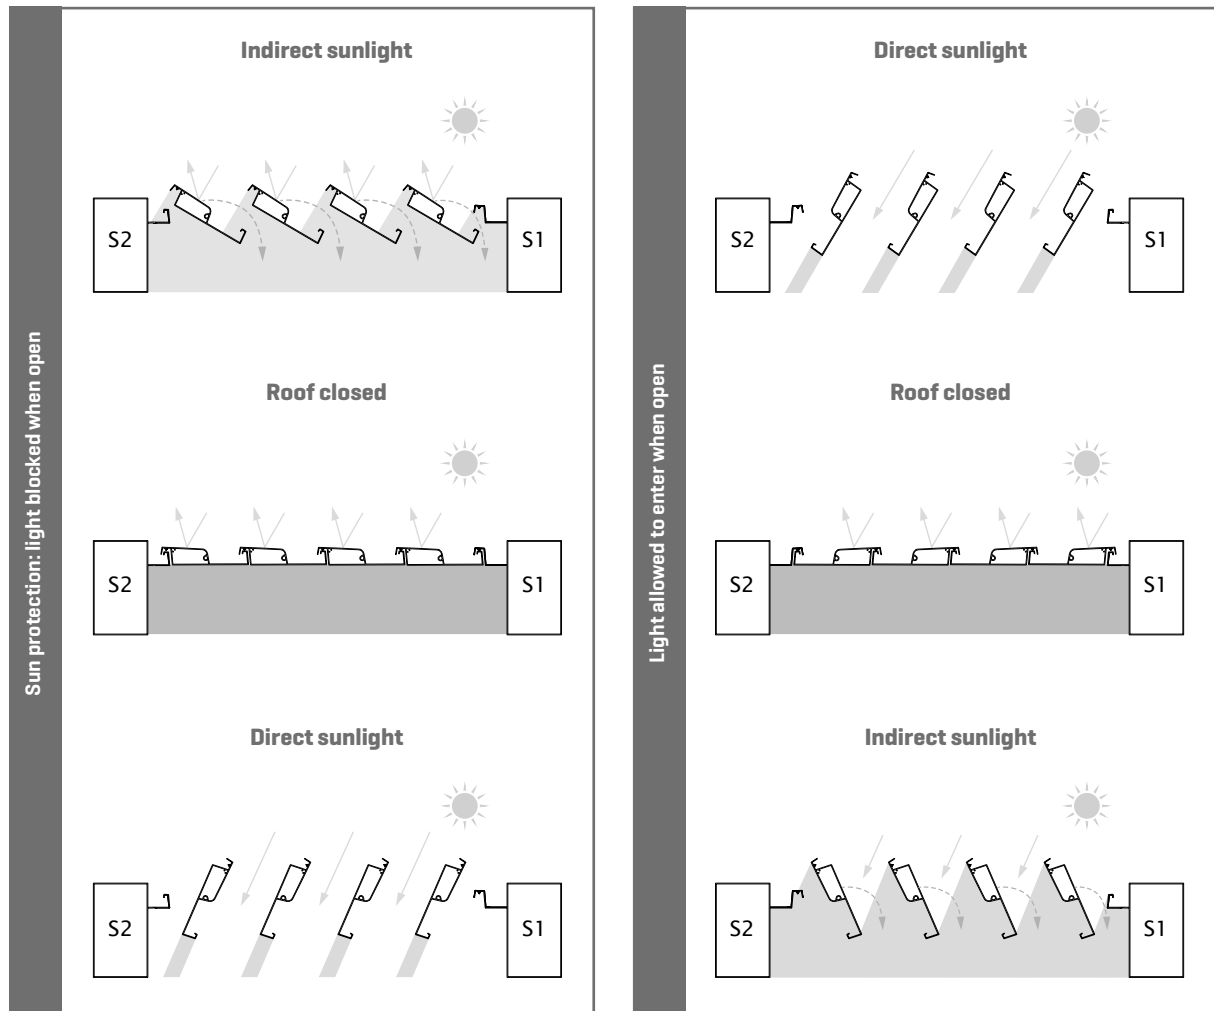 Sun protection: light blocked when open
Indirect sunlight
S2
S1
Roof closed
S2
S1
Direct sunlight
S2
S1
Light allowed to enter when open
Direct sunlight
S2
S1
Roof closed
S2
S1
Indirect sunlight
S2
S1